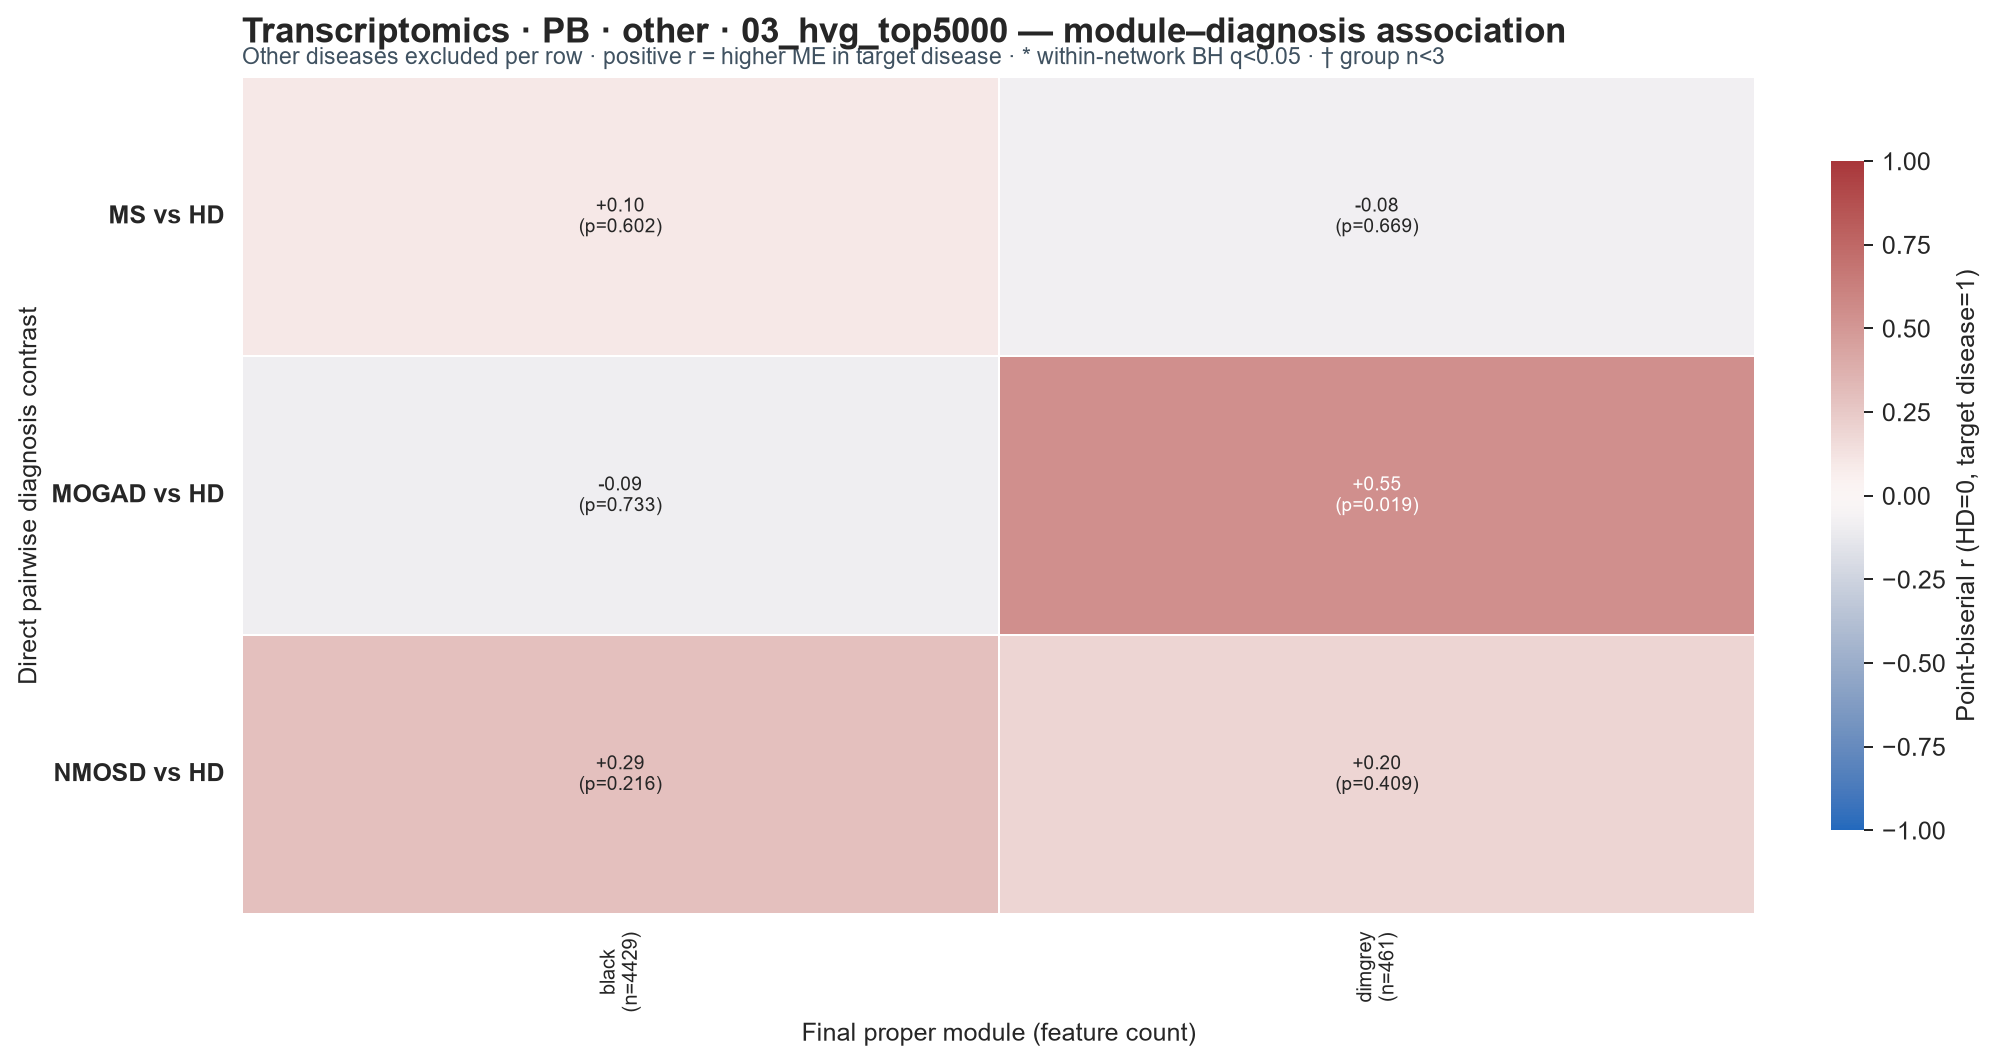 Transcriptomics · PB · other · 03_hvg_top5000 — module–diagnosis association
Other diseases excluded per row · positive r = higher ME in target disease · * within-network BH q<0.05 · † group n<3
Direct pairwise diagnosis contrast
MS vs HD
+0.10
(p=0.602)
-0.08
(p=0.669)
MOGAD vs HD
-0.09
(p=0.733)
+0.55
(p=0.019)
NMOSD vs HD
+0.29
(p=0.216)
+0.20
(p=0.409)
black
(n=4429)
dimgrey
(n=461)
Final proper module (feature count)
1.00
0.75
0.50
0.25
0.00
−0.25
−0.50
−0.75
−1.00
Point-biserial r (HD=0, target disease=1)